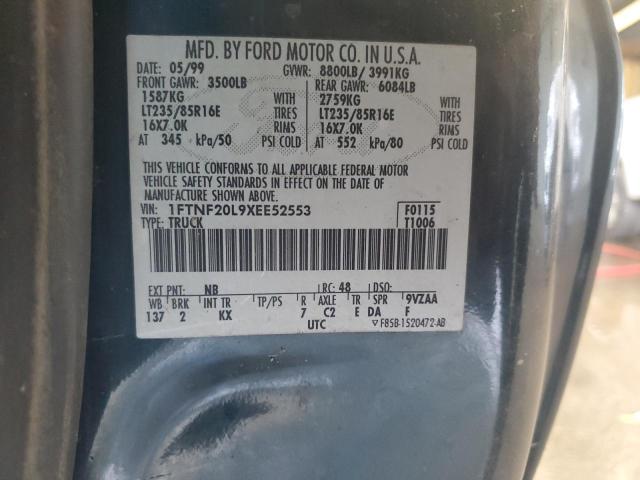 MFD. BY FORD MOTOR CO. IN U.S.A.
DATE: 05/99 GVWR: 8800LB/ 3991KG
FRONT GAWR: 3500LB REAR GAWR: 6084LB
1587KG WITH 2759KG WITH
LT235/85R16E TIRES LT235/85R16E TIRES
16X7.0K RIMS 16X7.0K RIMS
AT 345 kPa/50 PSI COLD AT 552 kPa/80 PSI COLD
THIS VEHICLE CONFORMS TO ALL APPLICABLE FEDERAL MOTOR
VEHICLE SAFETY STANDARDS IN EFFECT ON THE DATE OF
MANUFACTURE SHOWN ABOVE.
VIN: 1FTNF20L9XEE52553 F0115
TYPE: TRUCK T1006
EXT PNT: NB RC: 48 DSO:
WB BRK INT TR TP/PS R AXLE TR SPR 9VZAA
137 2 KX 7 C2 E DA F
UTC ▽ F85B-1520472-AB